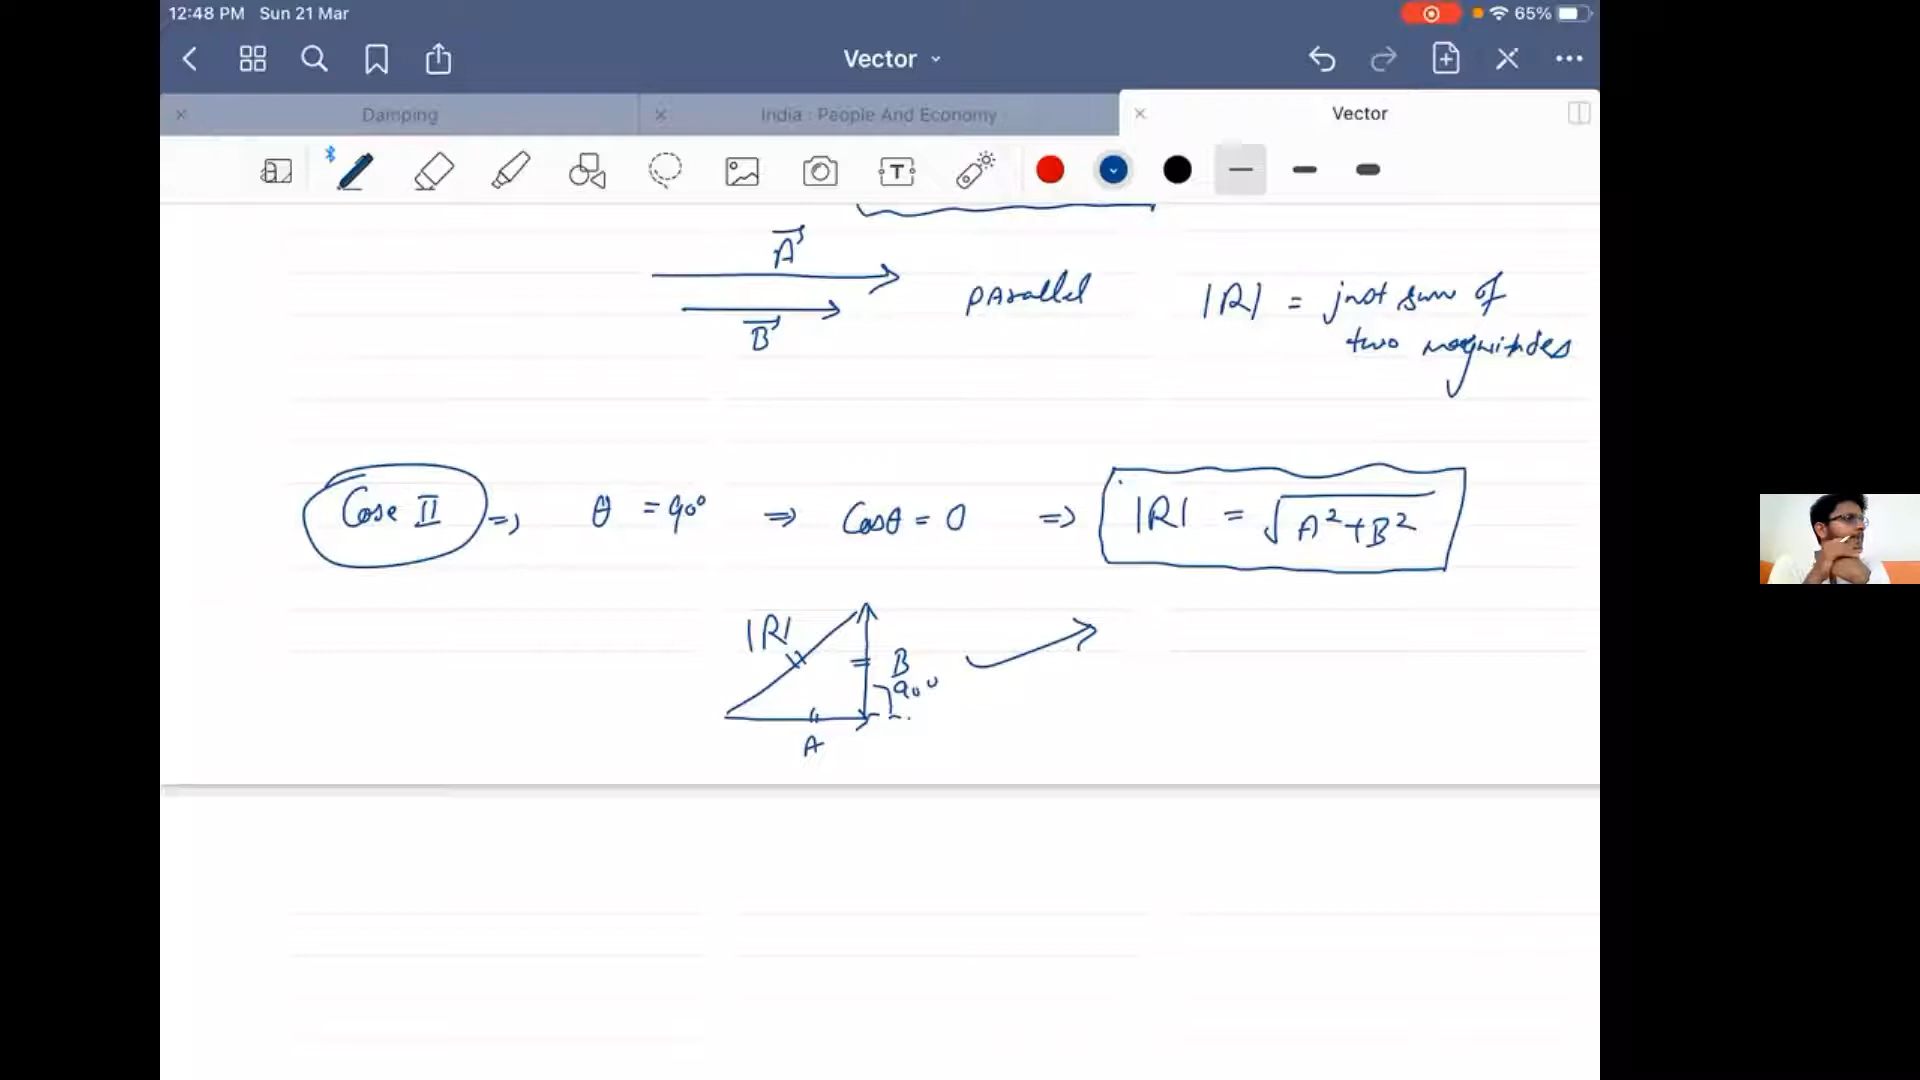 12:48 PM Sun 21 Mar
65%
Vector
Damping
India : People And Economy
Vector
T
A
parallel |R| = just sum of
B
two magnitudes
Case II => θ = 90° => Cosθ = 0 => |R| = √A²+B²
|R|
B
90°
A